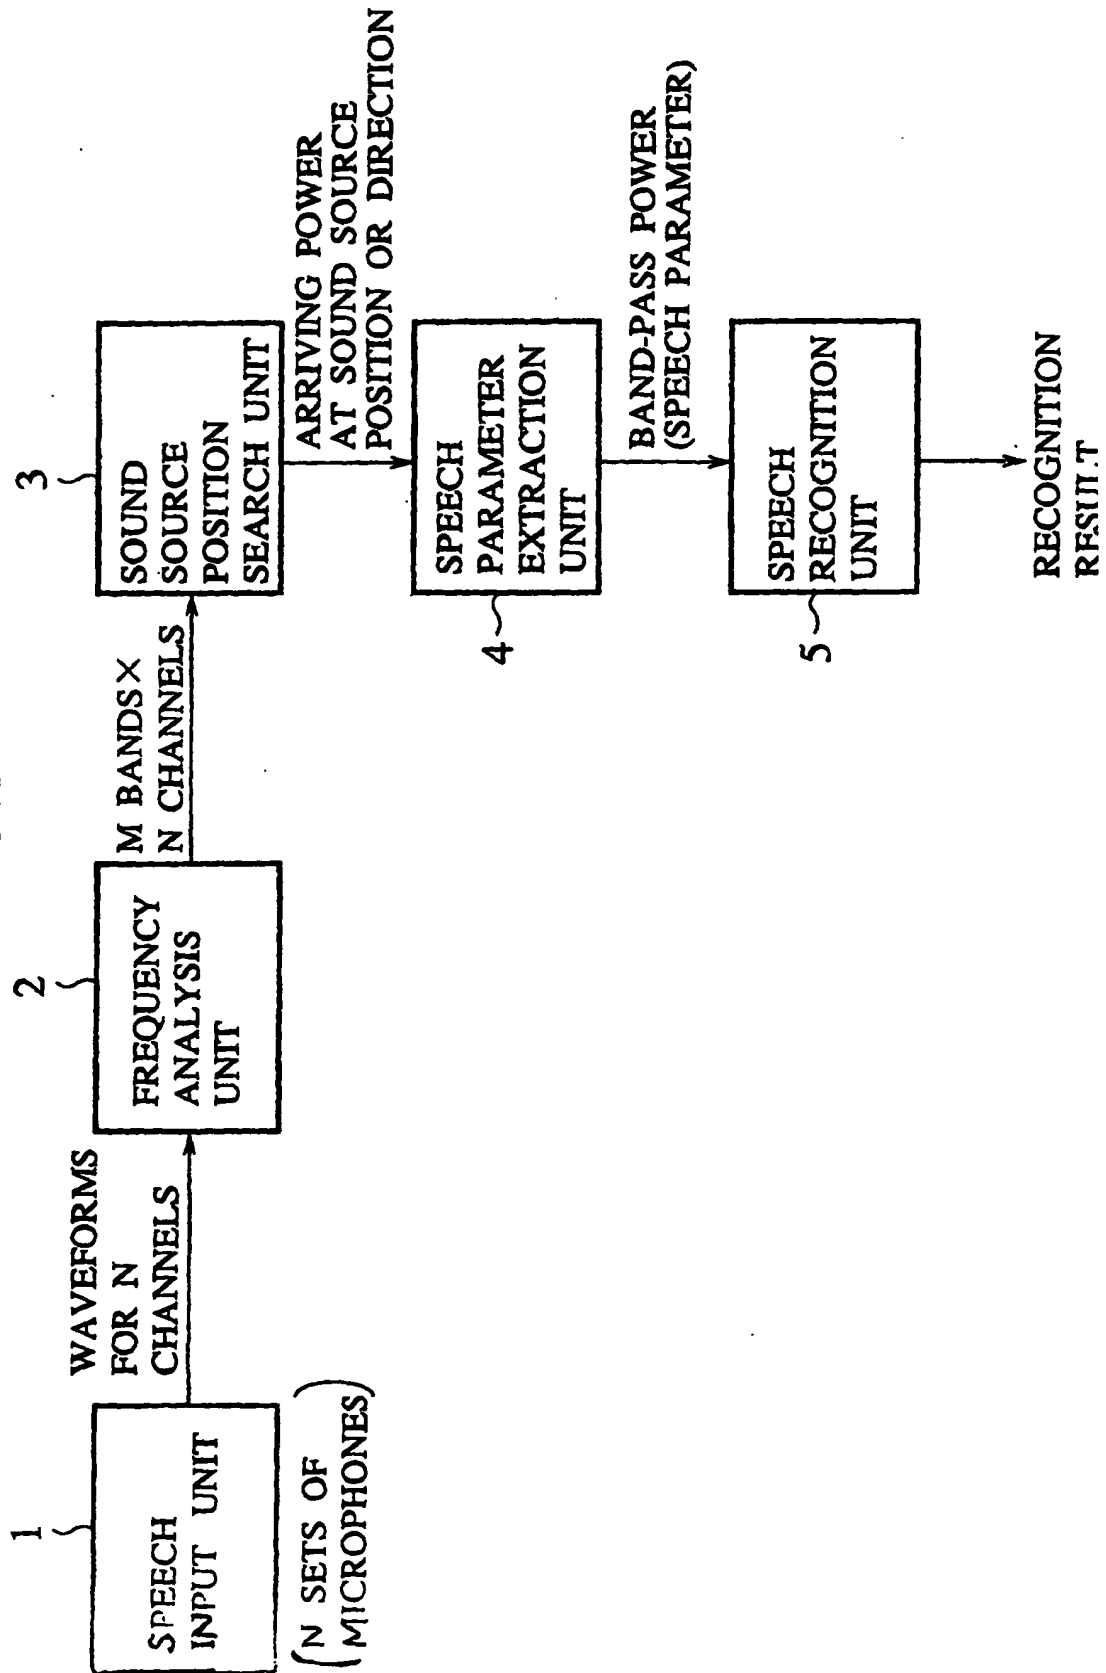 1
SPEECH
INPUT UNIT
N SETS OF
MICROPHONES
WAVEFORMS
FOR N
CHANNELS
2
FREQUENCY
ANALYSIS
UNIT
M BANDS×
N CHANNELS
3
SOUND
SOURCE
POSITION
SEARCH UNIT
ARRIVING POWER
AT SOUND SOURCE
POSITION OR DIRECTION
4
SPEECH
PARAMETER
EXTRACTION
UNIT
BAND-PASS POWER
(SPEECH PARAMETER)
5
SPEECH
RECOGNITION
UNIT
RECOGNITION
RESULT